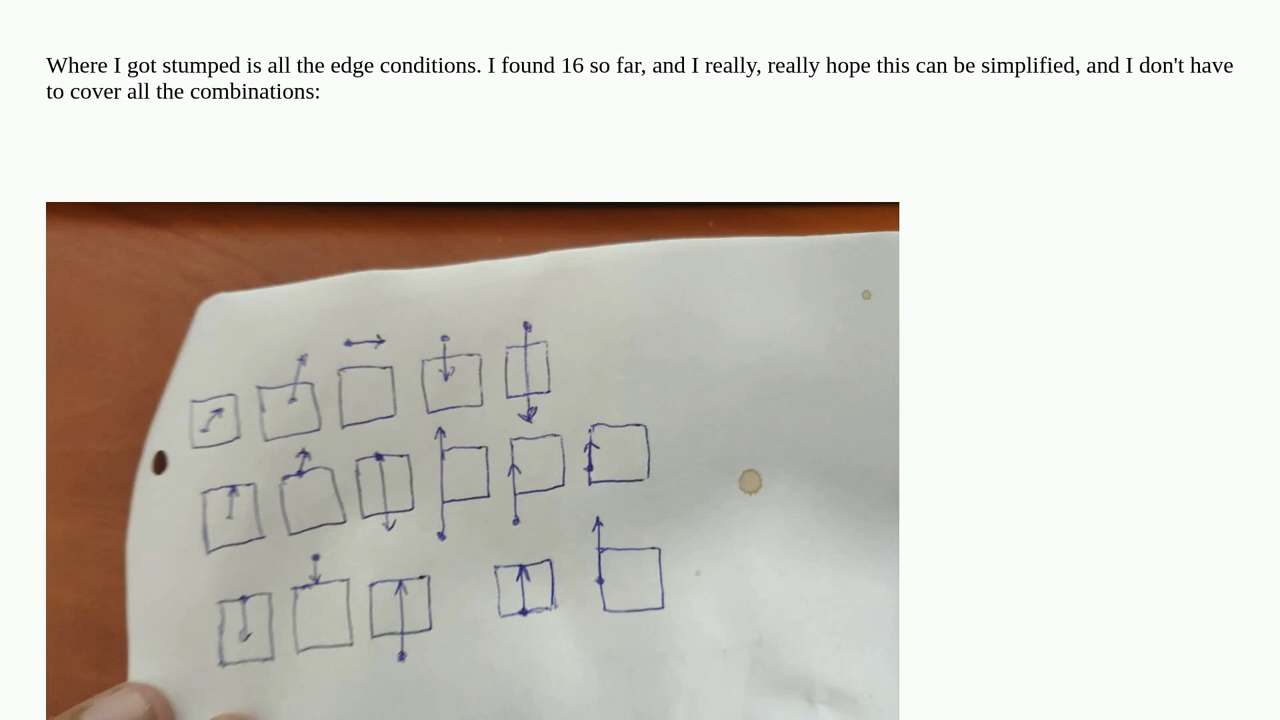 Where I got stumped is all the edge conditions. I found 16 so far, and I really, really hope this can be simplified, and I don't have
to cover all the combinations: